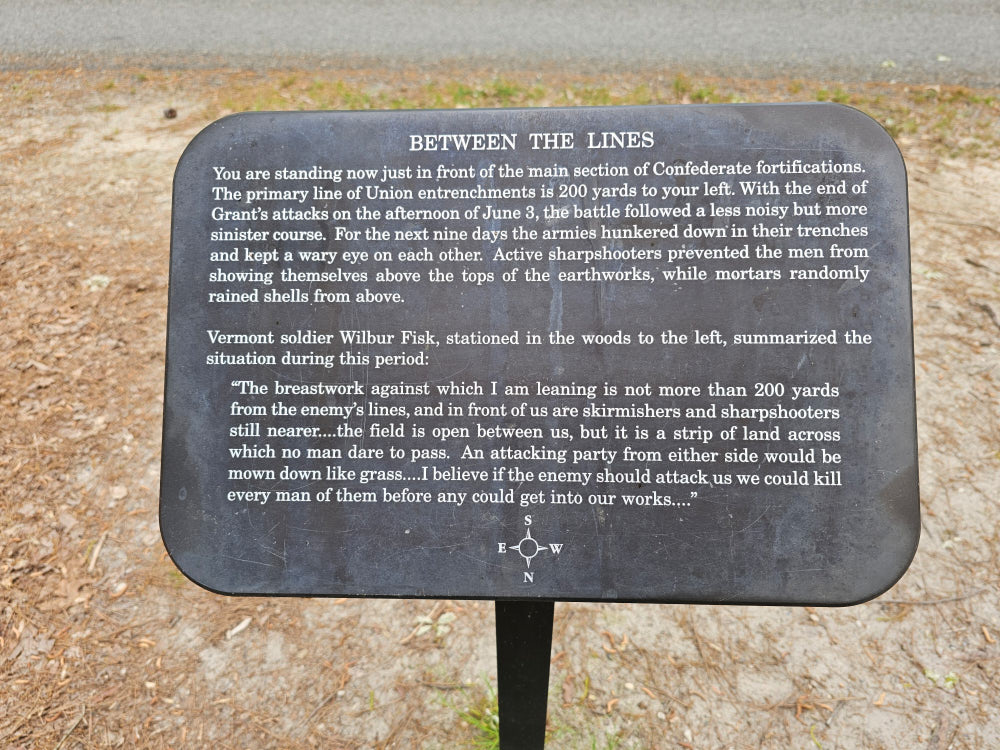 BETWEEN THE LINES
You are standing now just in front of the main section of Confederate fortifications.
The primary line of Union entrenchments is 200 yards to your left. With the end of
Grant's attacks on the afternoon of June 3, the battle followed a less noisy but more
sinister course. For the next nine days the armies hunkered down in their trenches
and kept a wary eye on each other. Active sharpshooters prevented the men from
showing themselves above the tops of the earthworks, while mortars randomly
rained shells from above.
Vermont soldier Wilbur Fisk, stationed in the woods to the left, summarized the
situation during this period:
“The breastwork against which I am leaning is not more than 200 yards
from the enemy's lines, and in front of us are skirmishers and sharpshooters
still nearer....the field is open between us, but it is a strip of land across
which no man dare to pass. An attacking party from either side would be
mown down like grass....I believe if the enemy should attack us we could kill
every man of them before any could get into our works....”
S
E W
N